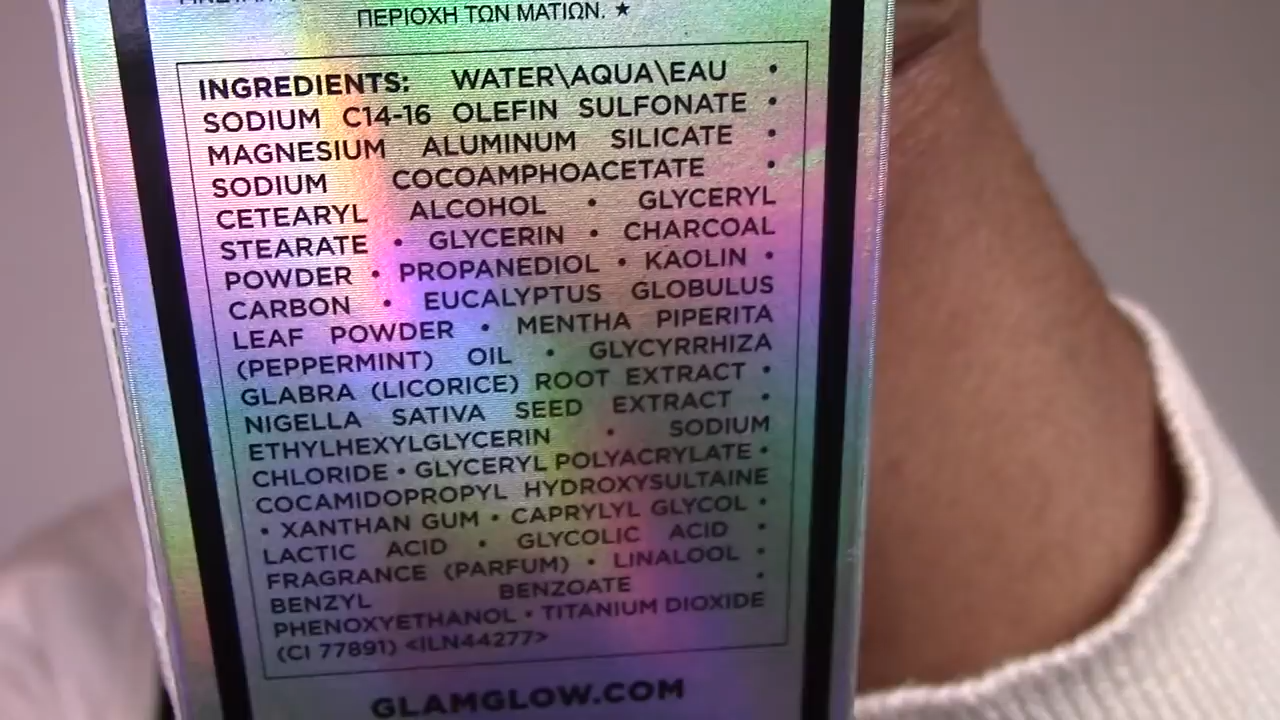 ΠΕΡΙΟΧΗ ΤΩΝ ΜΑΤΙΩΝ. ★
INGREDIENTS: WATER\AQUA\EAU •
SODIUM C14-16 OLEFIN SULFONATE •
MAGNESIUM ALUMINUM SILICATE •
SODIUM COCOAMPHOACETATE •
CETEARYL ALCOHOL • GLYCERYL
STEARATE • GLYCERIN • CHARCOAL
POWDER • PROPANEDIOL • KAOLIN •
CARBON • EUCALYPTUS GLOBULUS
LEAF POWDER • MENTHA PIPERITA
(PEPPERMINT) OIL • GLYCYRRHIZA
GLABRA (LICORICE) ROOT EXTRACT •
NIGELLA SATIVA SEED EXTRACT •
ETHYLHEXYLGLYCERIN • SODIUM
CHLORIDE • GLYCERYL POLYACRYLATE •
COCAMIDOPROPYL HYDROXYSULTAINE
• XANTHAN GUM • CAPRYLYL GLYCOL •
LACTIC ACID • GLYCOLIC ACID •
FRAGRANCE (PARFUM) • LINALOOL •
BENZYL BENZOATE •
PHENOXYETHANOL • TITANIUM DIOXIDE
(CI 77891) <ILN44277>
GLAMGLOW.COM